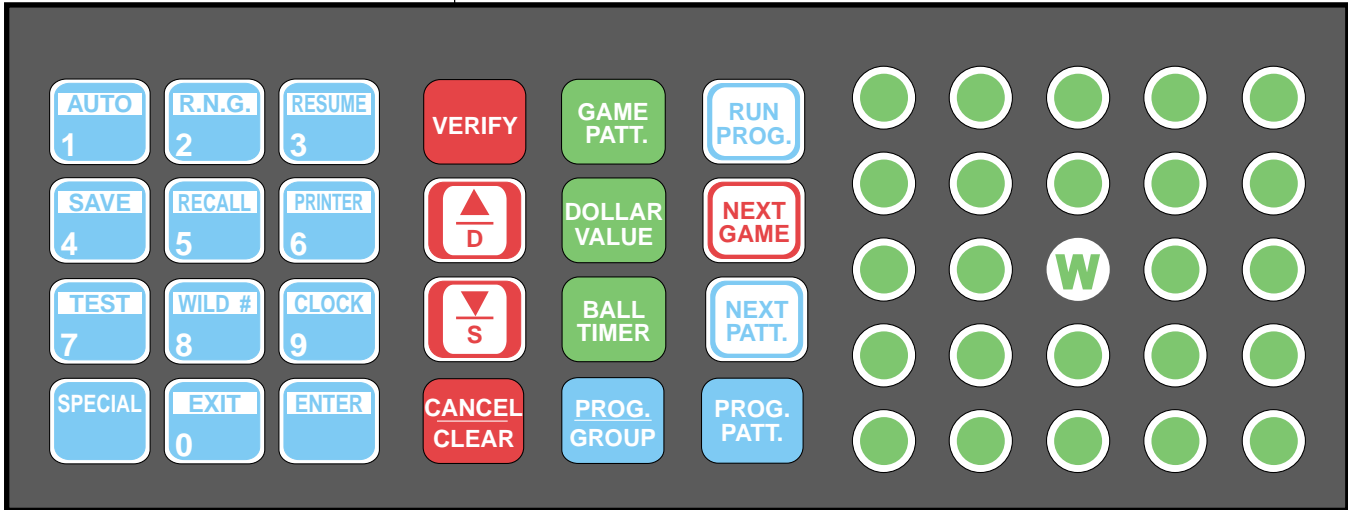 AUTO
1
R.N.G.
2
RESUME
3
VERIFY
GAME
PATT.
RUN
PROG.
SAVE
4
RECALL
5
PRINTER
6
D
DOLLAR
VALUE
NEXT
GAME
W
TEST
7
WILD #
8
CLOCK
9
S
BALL
TIMER
NEXT
PATT.
SPECIAL
EXIT
0
ENTER
CANCEL
CLEAR
PROG.
GROUP
PROG.
PATT.